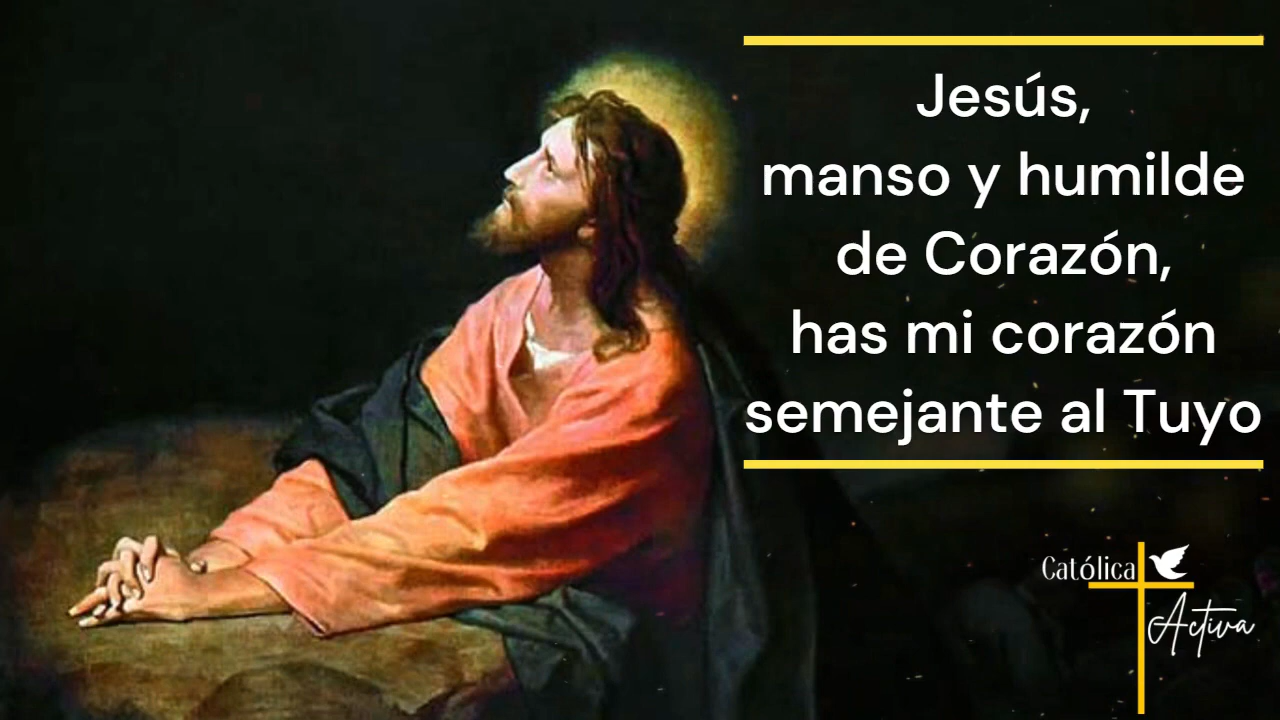 Jesús,
manso y humilde
de Corazón,
has mi corazón
semejante al Tuyo
Católica
Activa